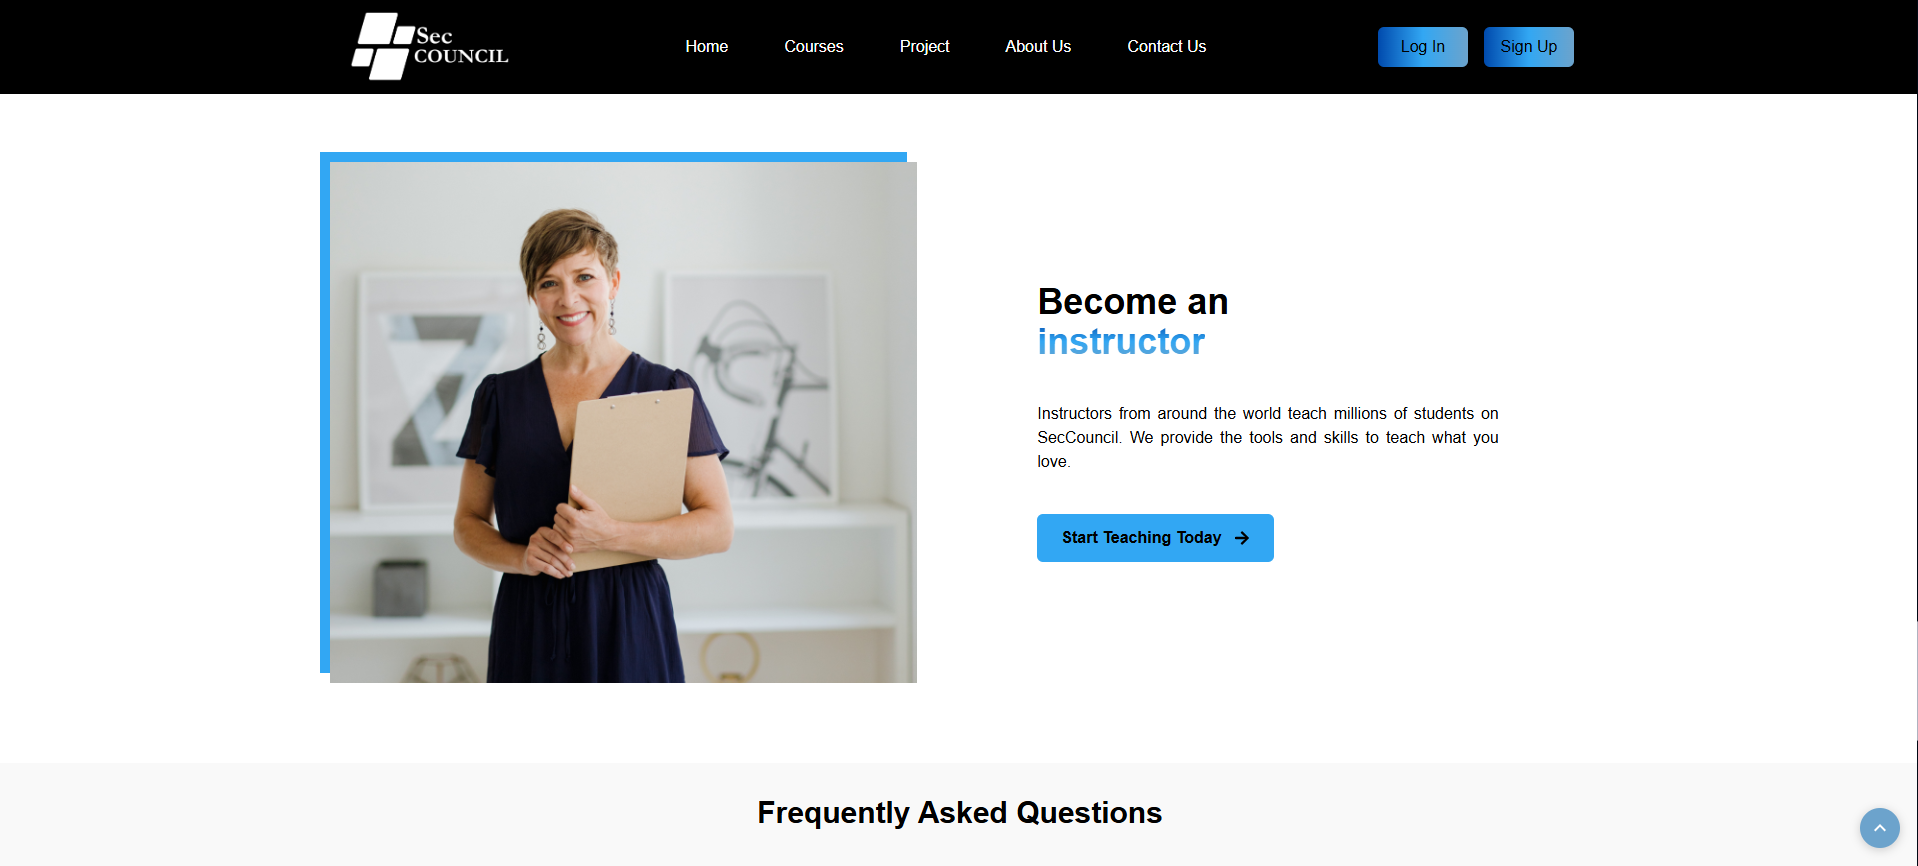 Sec
COUNCIL
Home
Courses
Project
About Us
Contact Us
Log In
Sign Up
Become an
instructor
Instructors from around the world teach millions of students on
SecCouncil. We provide the tools and skills to teach what you
love.
Start Teaching Today
Frequently Asked Questions